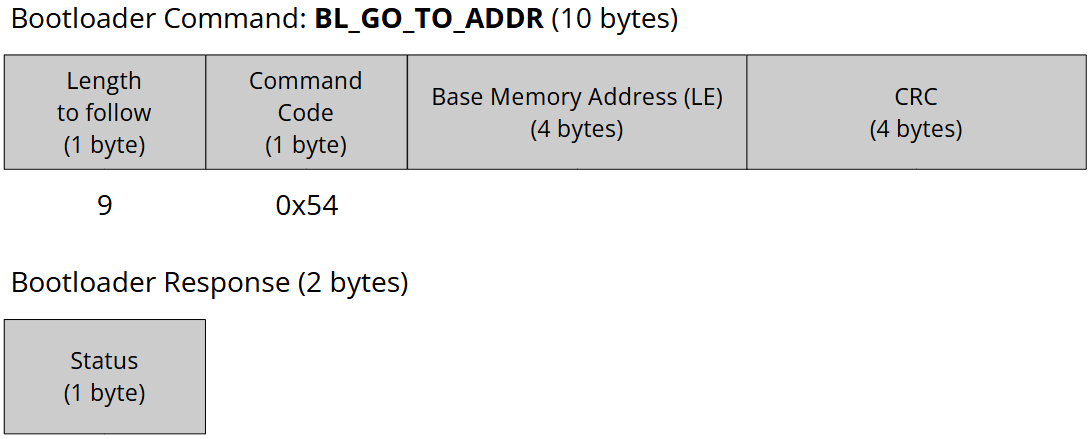 Bootloader Command: BL_GO_TO_ADDR (10 bytes)
Length
to follow
(1 byte)
Command
Code
(1 byte)
Base Memory Address (LE)
(4 bytes)
CRC
(4 bytes)
9
0x54
Bootloader Response (2 bytes)
Status
(1 byte)